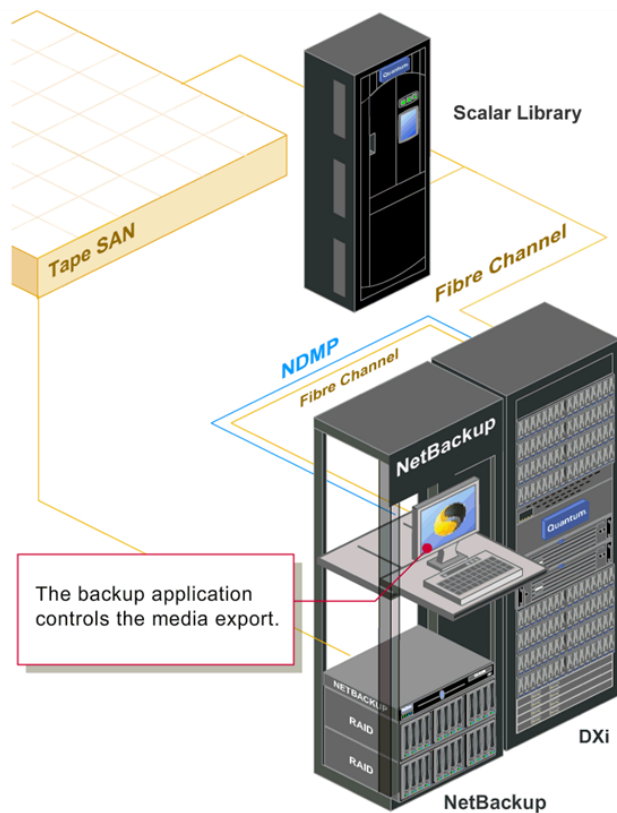 Quantum
Scalar Library
Tape SAN
Fibre Channel
NDMP
Fibre Channel
NetBackup
Quantum
The backup application
controls the media export.
NETBACKUP
RAID
RAID
DXi
NetBackup